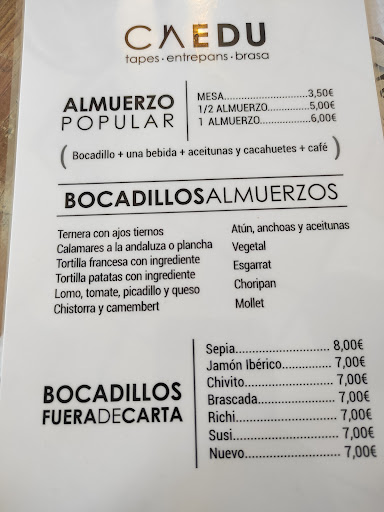 CAEDU
tapes·entrepans·brasa
ALMUERZO
POPULAR
MESA..............................3,50€
1/2 ALMUERZO...............5,00€
1 ALMUERZO..................6,00€
(Bocadillo + una bebida + aceitunas y cacahuetes + café)
BOCADILLOSALMUERZOS
Ternera con ajos tiernos
Calamares a la andaluza o plancha
Tortilla francesa con ingrediente
Tortilla patatas con ingrediente
Lomo, tomate, picadillo y queso
Chistorra y camembert
Atún, anchoas y aceitunas
Vegetal
Esgarrat
Choripan
Mollet
BOCADILLOS
FUERADECARTA
Sepia............................ 8,00€
Jamón Ibérico.............. 7,00€
Chivito......................... 7,00€
Brascada..................... 7,00€
Richi............................ 7,00€
Susi............................. 7,00€
Nuevo.......................... 7,00€